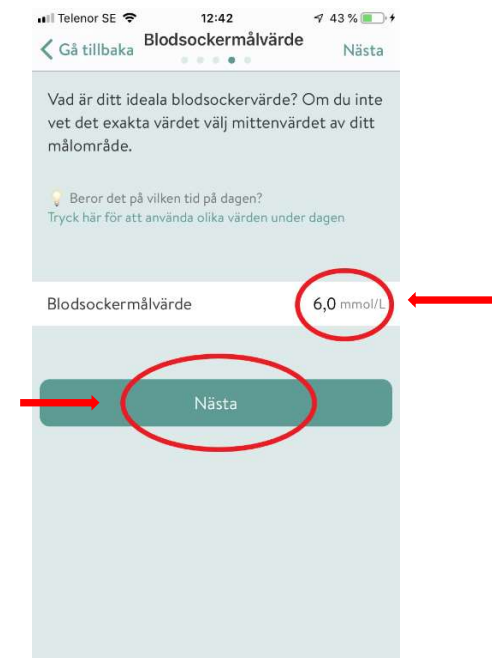 Telenor SE 12:42 43 %
Gå tillbaka Blodsockermålvärde Nästa
Vad är ditt ideala blodsockervärde? Om du inte
vet det exakta värdet välj mittenvärdet av ditt
målområde.
Beror det på vilken tid på dagen?
Tryck här för att använda olika värden under dagen
Blodsockermålvärde 6,0 mmol/L
Nästa